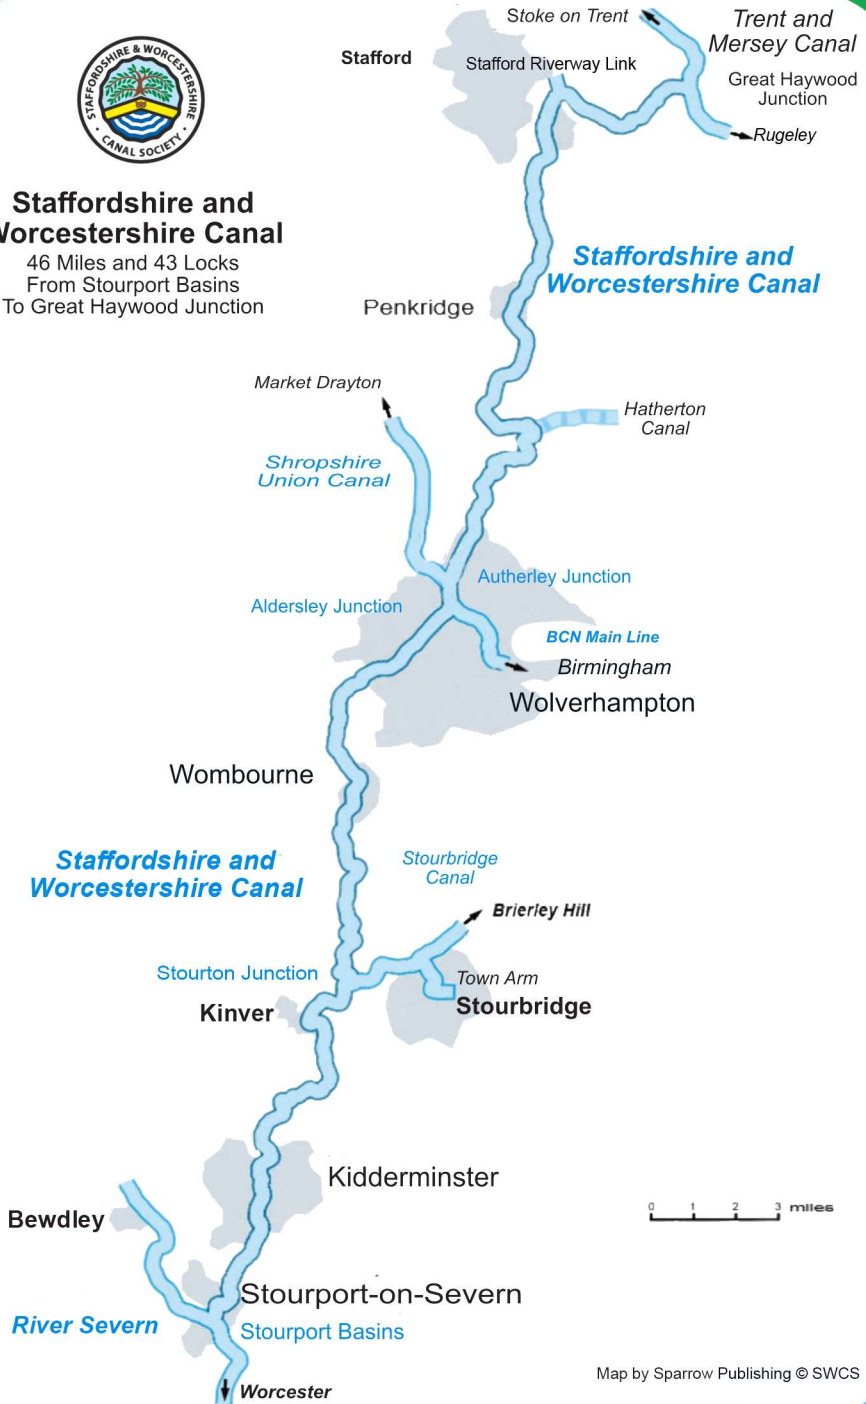 Stoke on Trent
Trent and
Mersey Canal
Stafford
Stafford Riverway Link
Great Haywood
Junction
Rugeley
STAFFORDSHIRE & WORCESTERSHIRE
• CANAL SOCIETY •
Staffordshire and
Worcestershire Canal
46 Miles and 43 Locks
From Stourport Basins
To Great Haywood Junction
Staffordshire and
Worcestershire Canal
Penkridge
Market Drayton
Hatherton
Canal
Shropshire
Union Canal
Autherley Junction
Aldersley Junction
BCN Main Line
Birmingham
Wolverhampton
Wombourne
Staffordshire and
Worcestershire Canal
Stourbridge
Canal
Brierley Hill
Stourton Junction
Town Arm
Kinver
Stourbridge
Kidderminster
0 1 2 3 miles
Bewdley
Stourport-on-Severn
River Severn
Stourport Basins
Map by Sparrow Publishing © SWCS
Worcester